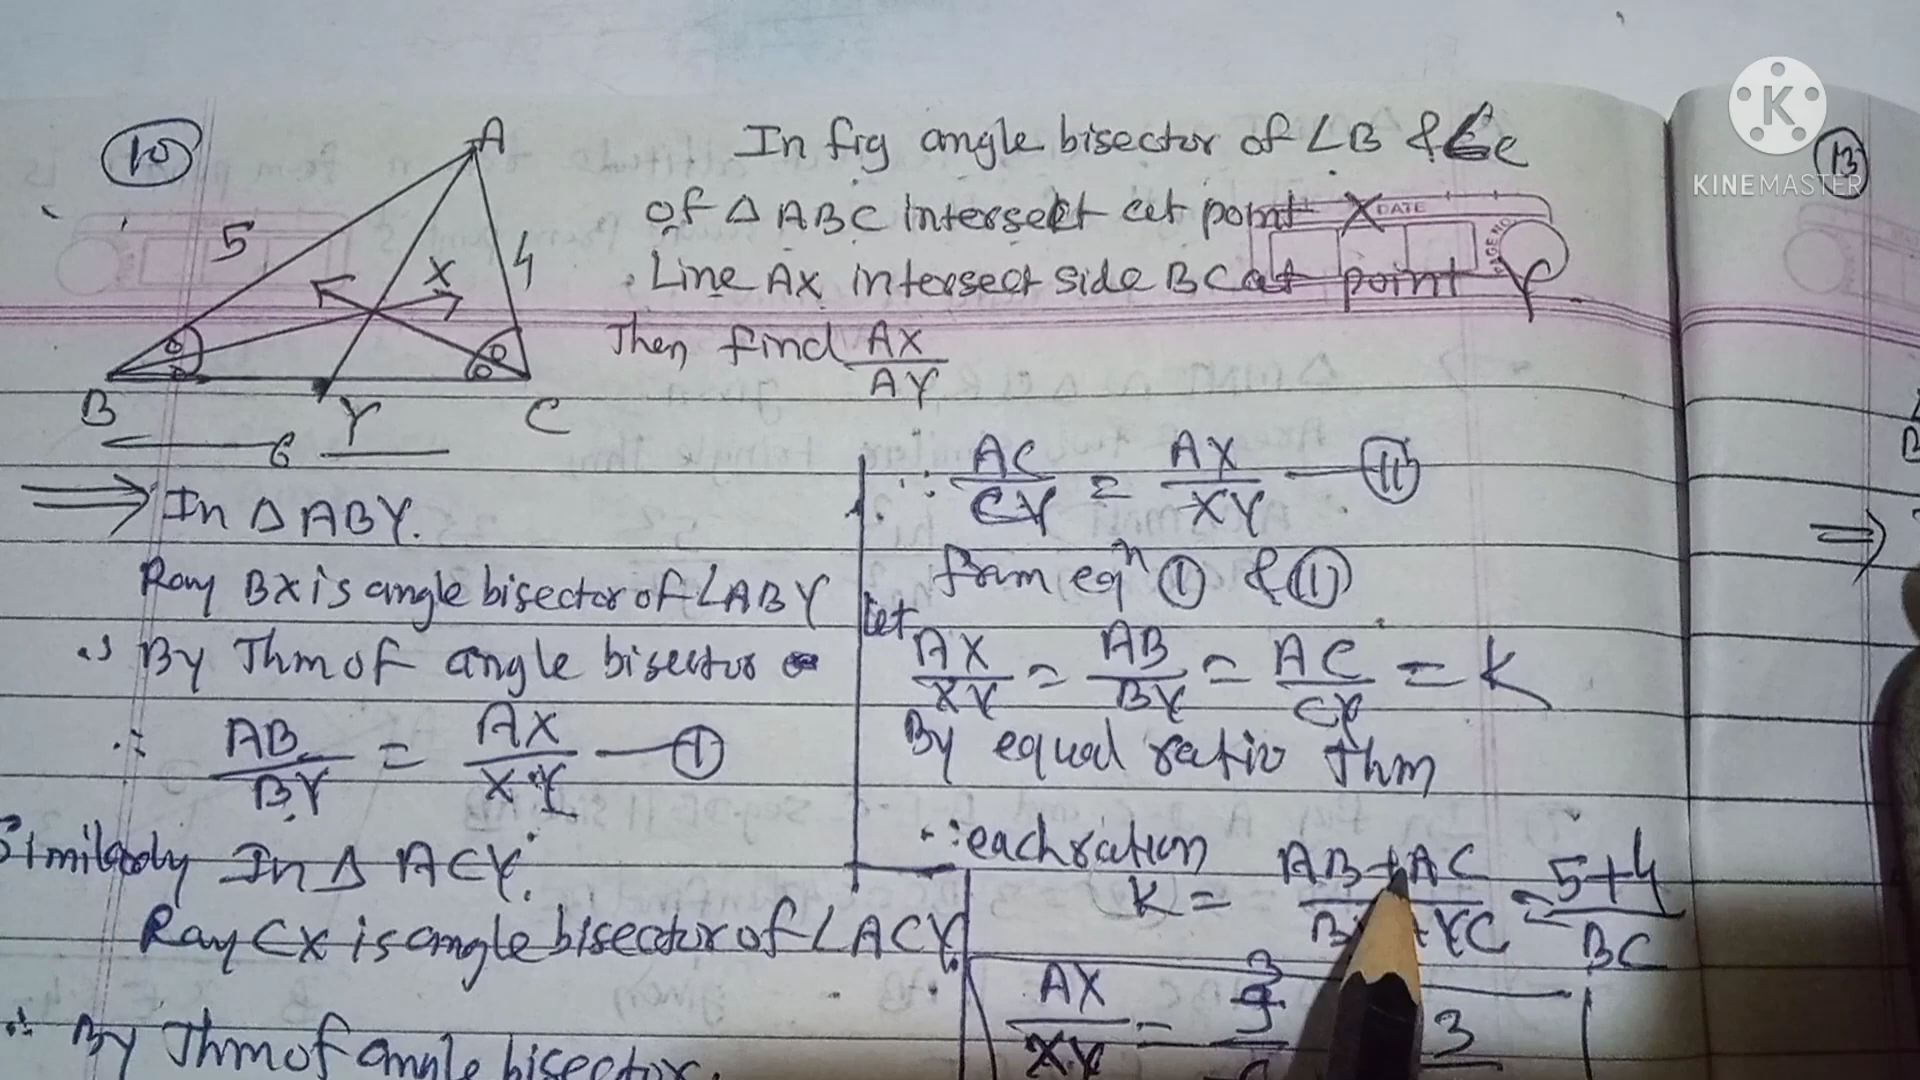 10
A
5
4
X
B
Y
C
6
In fig angle bisector of ∠B & ∠C
of △ABC intersect at point X
Line AX intersect side BC at point Y
Then find AX/AY
⇒ In △ABY.
Ray BX is angle bisector of ∠ABY
∴ By Thm of angle bisector
∴ AB/BY = AX/XY — I
In △ ACY.
Ray CX is angle bisector of ∠ACY.
∴ By Thm of angle bisector.
∴ AC/CY = AX/XY — II
from eqⁿ I & II
Let
AX/XY = AB/BY = AC/CY = K
By equal ratio Thm
∴ each ration
K = AB+AC/BY+YC = 5+4/BC
AX/XY =
3
13
⇒
DATE
PAGE NO.
K
KINEMASTER